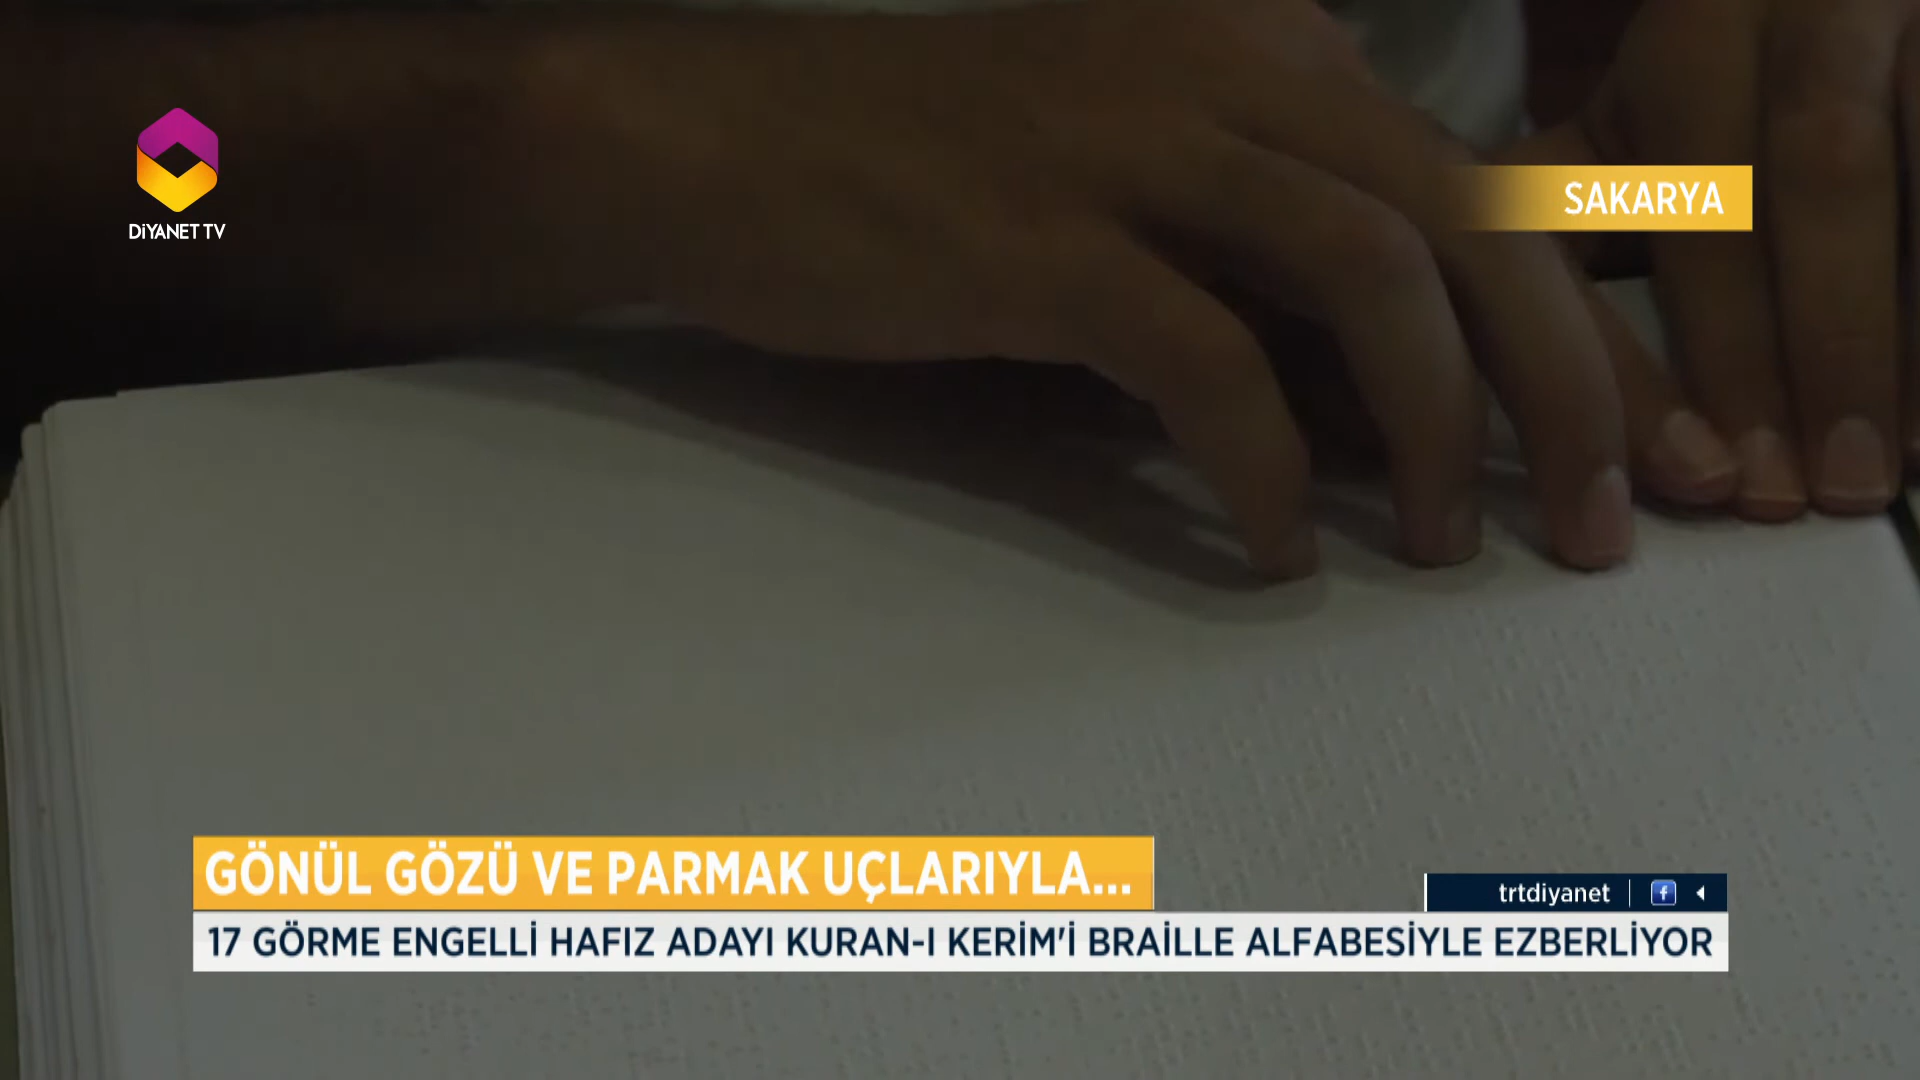 DİYANET TV
SAKARYA
GÖNÜL GÖZÜ VE PARMAK UÇLARIYLA...
trtdiyanet
17 GÖRME ENGELLİ HAFIZ ADAYI KURAN-I KERİM'İ BRAİLLE ALFABESİYLE EZBERLİYOR